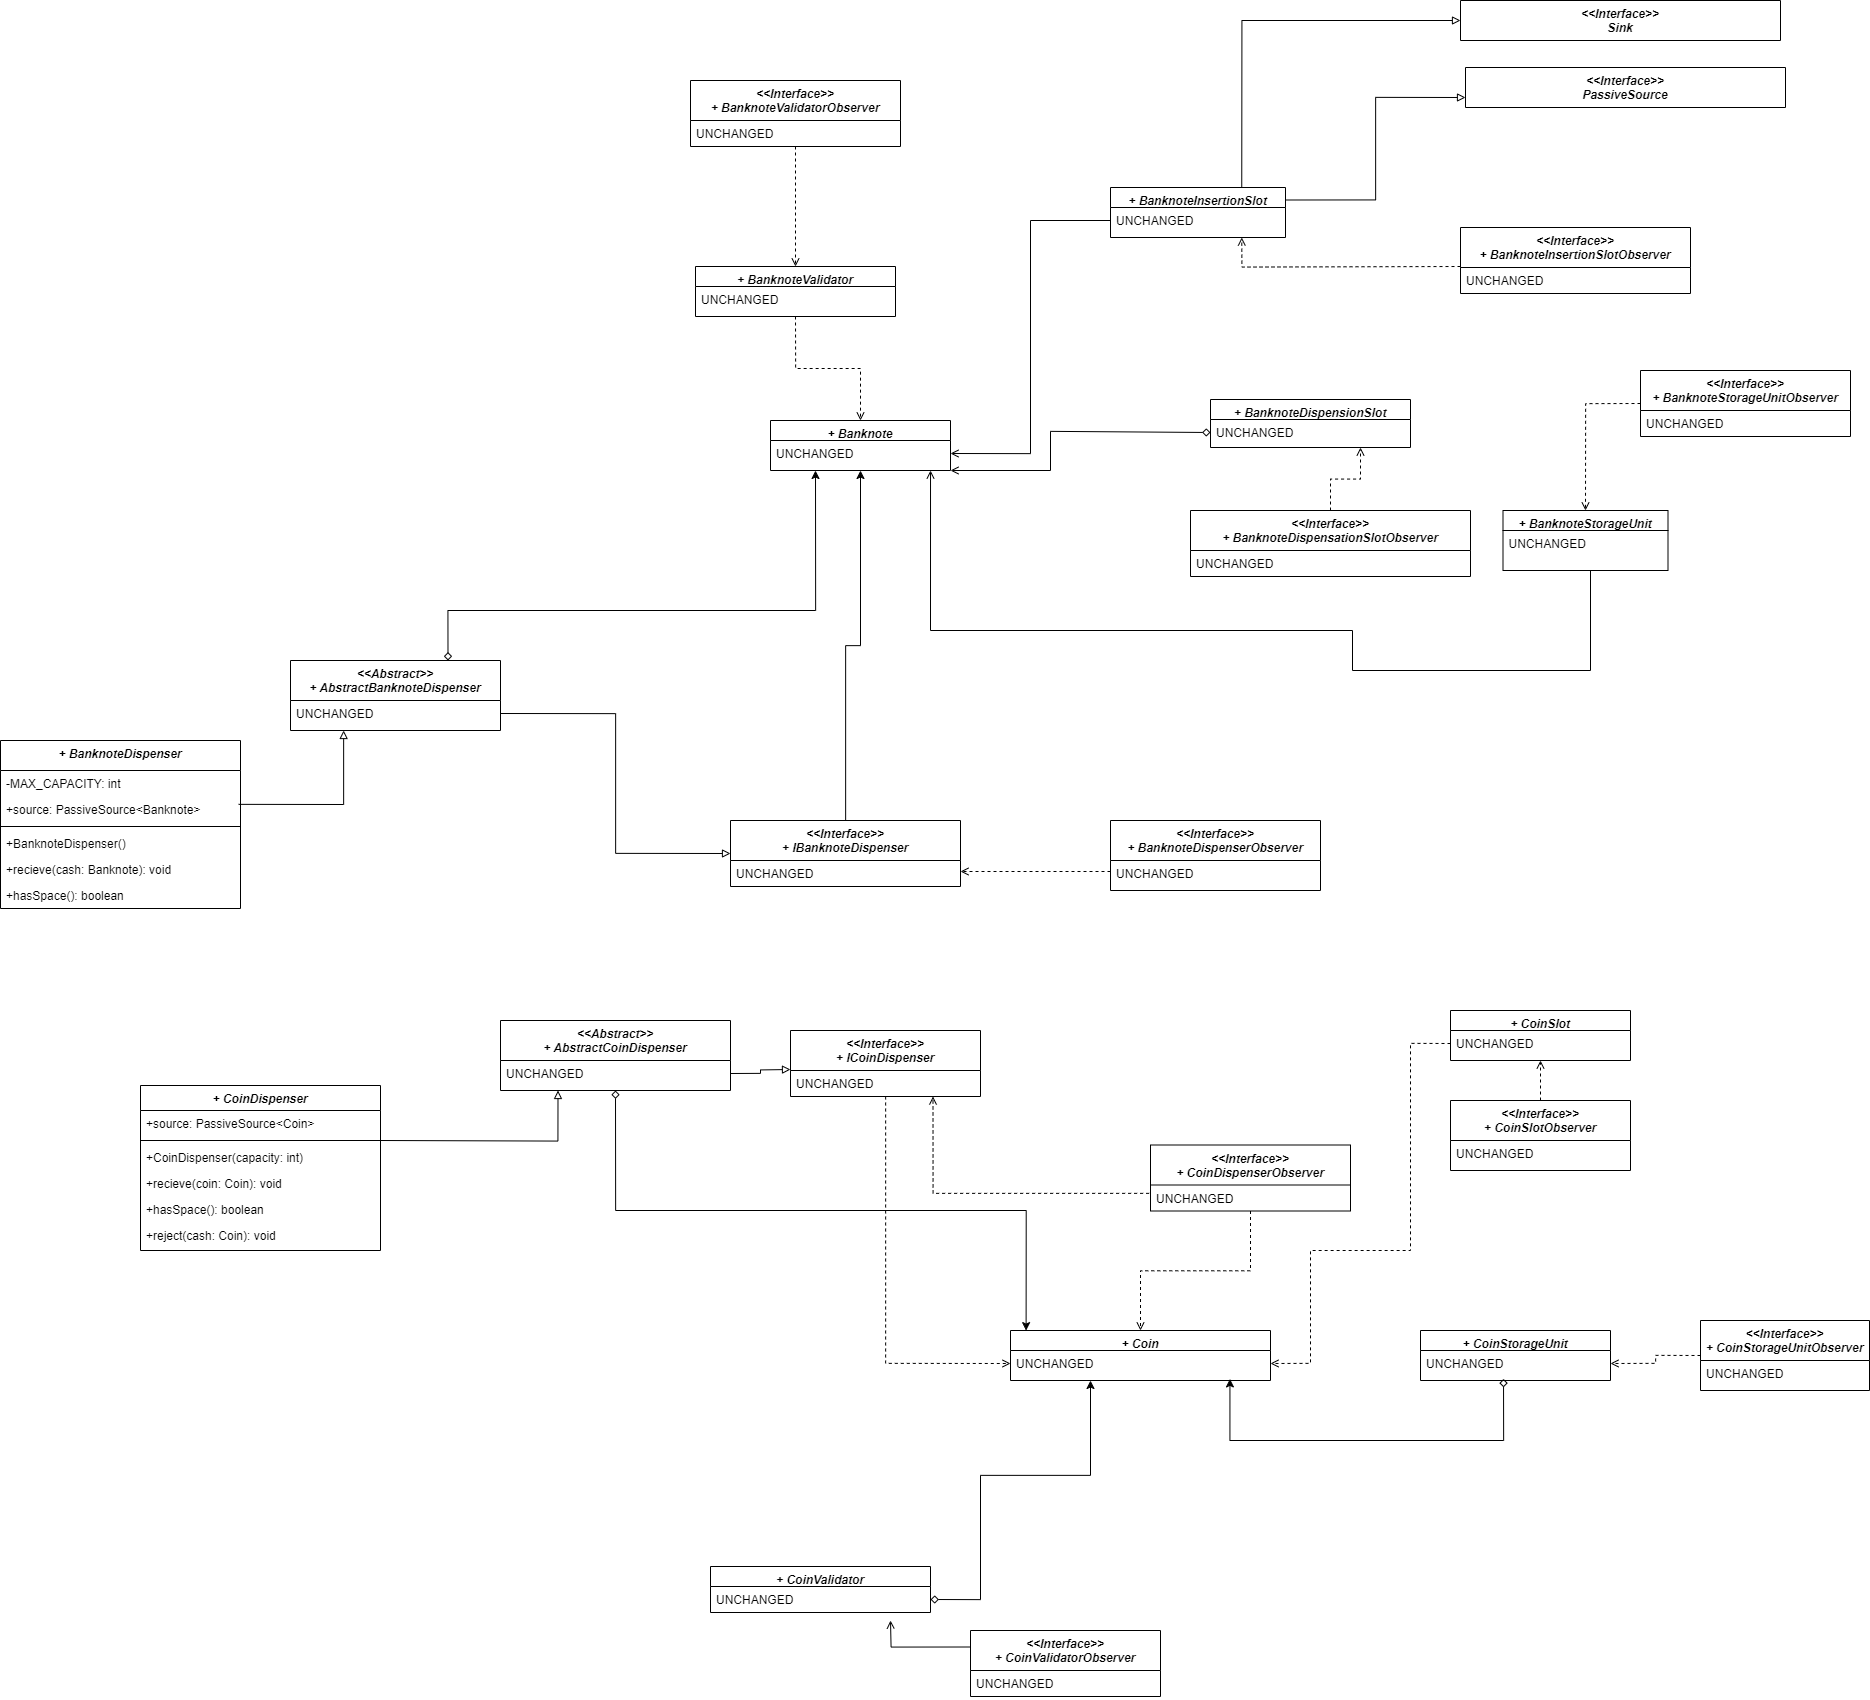 <<Interface>>
Sink
<<Interface>>
PassiveSource
<<Interface>>
+ BanknoteValidatorObserver
UNCHANGED
+ BanknoteInsertionSlot
UNCHANGED
<<Interface>>
+ BanknoteInsertionSlotObserver
UNCHANGED
+ BanknoteValidator
UNCHANGED
<<Interface>>
+ BanknoteStorageUnitObserver
UNCHANGED
+ BanknoteDispensionSlot
UNCHANGED
+ Banknote
UNCHANGED
<<Interface>>
+ BanknoteDispensationSlotObserver
UNCHANGED
+ BanknoteStorageUnit
UNCHANGED
<<Abstract>>
+ AbstractBanknoteDispenser
UNCHANGED
+ BanknoteDispenser
-MAX_CAPACITY: int
+source: PassiveSource<Banknote>
+BanknoteDispenser()
+recieve(cash: Banknote): void
+hasSpace(): boolean
<<Interface>>
+ IBanknoteDispenser
UNCHANGED
<<Interface>>
+ BanknoteDispenserObserver
UNCHANGED
<<Abstract>>
+ AbstractCoinDispenser
UNCHANGED
<<Interface>>
+ ICoinDispenser
UNCHANGED
+ CoinSlot
UNCHANGED
<<Interface>>
+ CoinSlotObserver
UNCHANGED
+ CoinDispenser
+source: PassiveSource<Coin>
+CoinDispenser(capacity: int)
+recieve(coin: Coin): void
+hasSpace(): boolean
+reject(cash: Coin): void
<<Interface>>
+ CoinDispenserObserver
UNCHANGED
+ Coin
UNCHANGED
+ CoinStorageUnit
UNCHANGED
<<Interface>>
+ CoinStorageUnitObserver
UNCHANGED
+ CoinValidator
UNCHANGED
<<Interface>>
+ CoinValidatorObserver
UNCHANGED